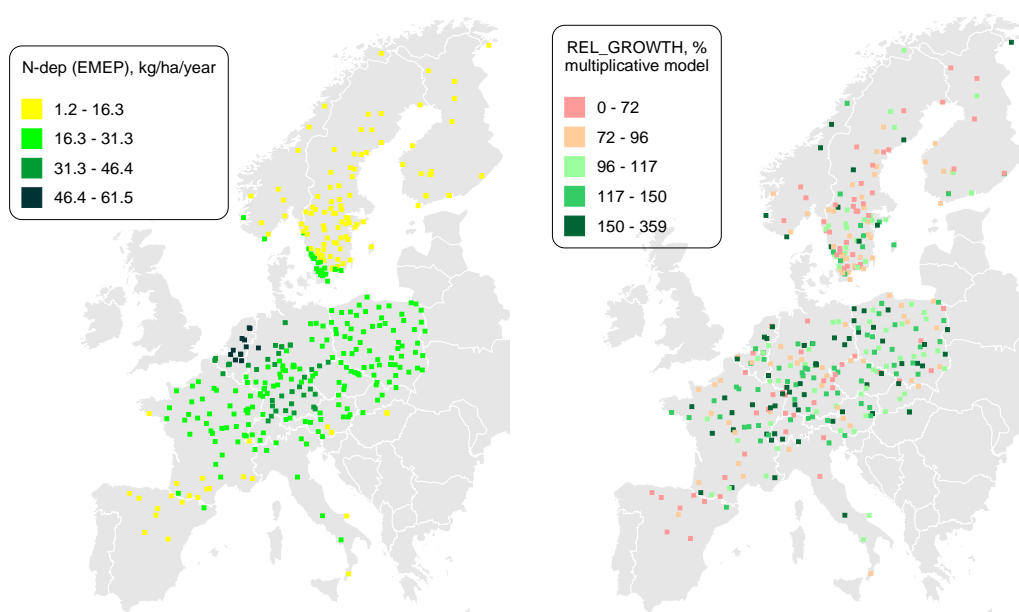 N-dep (EMEP), kg/ha/year
1.2 - 16.3
16.3 - 31.3
31.3 - 46.4
46.4 - 61.5
REL_GROWTH, %
multiplicative model
0 - 72
72 - 96
96 - 117
117 - 150
150 - 359